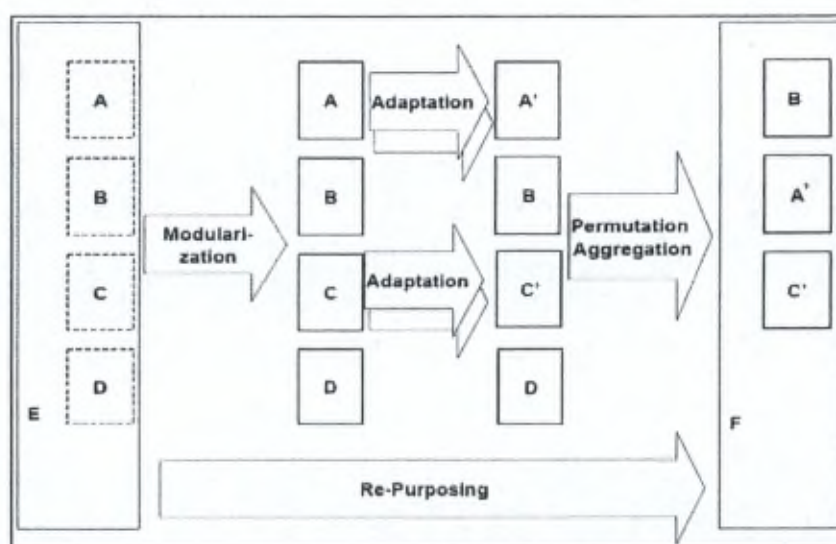 A
A
Adaptation
A'
B
B
B
B
A'
Modulari-
zation
Permutation
Aggregation
C
C
Adaptation
C'
C'
D
D
D
E
F
Re-Purposing